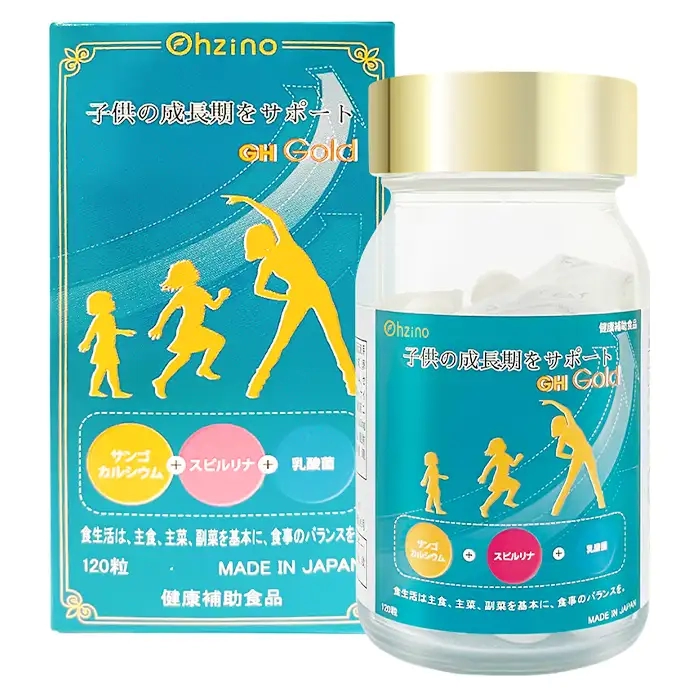 Ohzino
子供の成長期をサポート
GH Gold
サンゴ
カルシウム
+
スピルリナ
+
乳酸菌
食生活は、主食、主菜、副菜を基本に、食事のバランスを。
120粒
MADE IN JAPAN
健康補助食品
Ohzino
健康補助食品
子供の成長期をサポート
GH Gold
サンゴ
カルシウム
+
スピルリナ
+
乳酸菌
食生活は主食、主菜、副菜を基本に、食事のバランスを。
120粒
MADE IN JAPAN